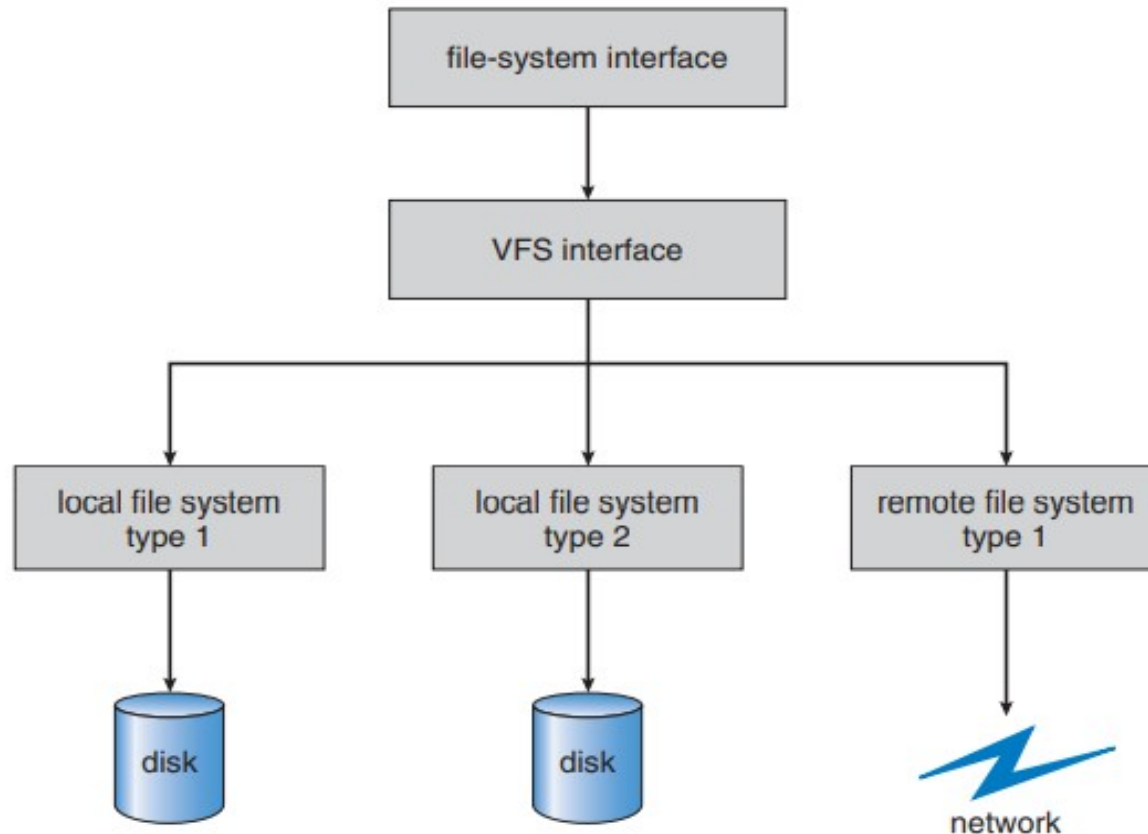 file-system interface
VFS interface
local file system
type 1
local file system
type 2
remote file system
type 1
disk
disk
network